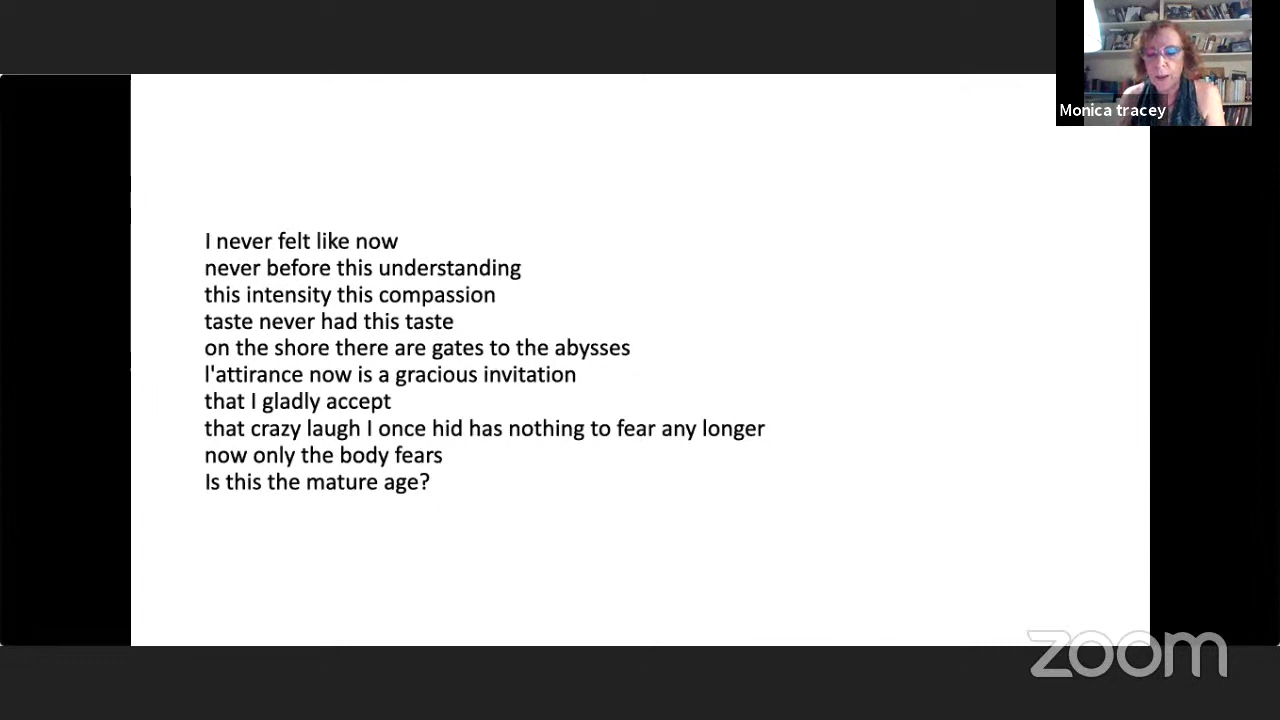 Monica tracey
I never felt like now
never before this understanding
this intensity this compassion
taste never had this taste
on the shore there are gates to the abysses
l'attirance now is a gracious invitation
that I gladly accept
that crazy laugh I once hid has nothing to fear any longer
now only the body fears
Is this the mature age?
zoom